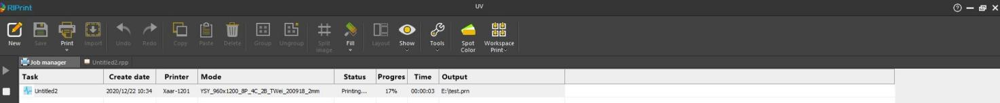 RIPrint UV
New Save Print Import Undo Redo Copy Paste Delete Group Ungroup Split image Fill Layout Show Tools Spot Color Workspace Print
Job manager Untitled2.rpp
Task Create date Printer Mode Status Progres Time Output
Untitled2 2020/12/22 10:34 Xaar-1201 YSY_960x1200_8P_4C_2B_TWei_200918_2mm Printing... 17% 00:00:03 E:\test.prn